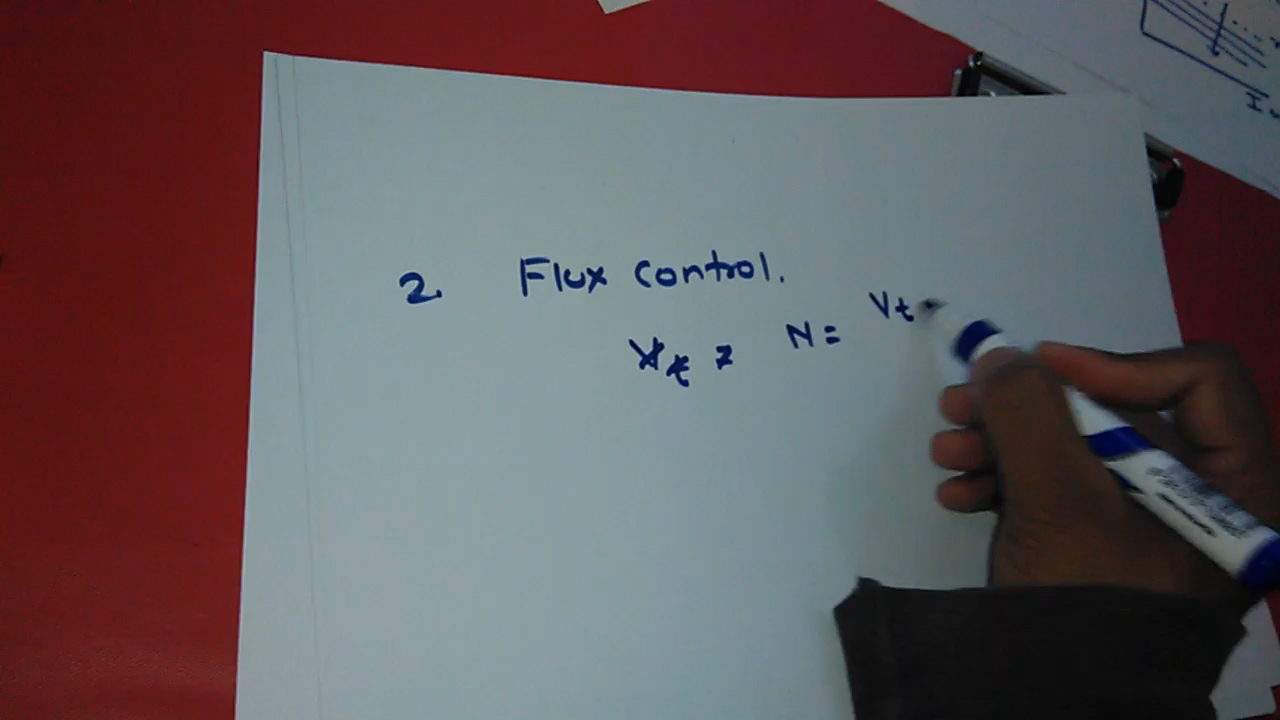 2. Flux control.
N = Vt